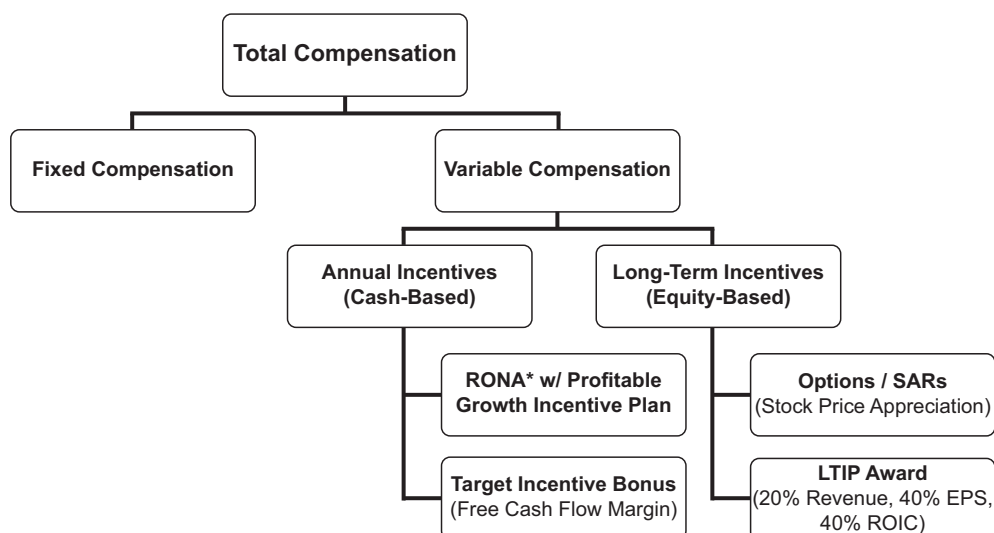 Total Compensation
Fixed Compensation
Variable Compensation
Annual Incentives
(Cash-Based)
Long-Term Incentives
(Equity-Based)
RONA* w/ Profitable
Growth Incentive Plan
Options / SARs
(Stock Price Appreciation)
Target Incentive Bonus
(Free Cash Flow Margin)
LTIP Award
(20% Revenue, 40% EPS,
40% ROIC)